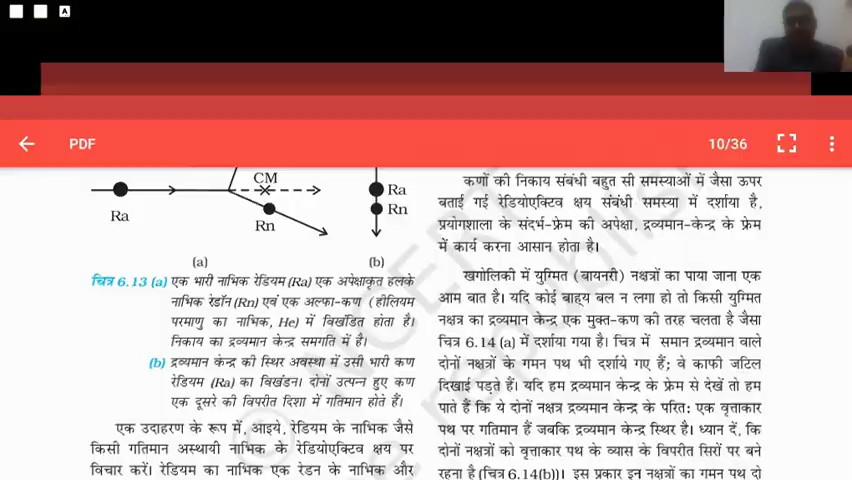 A
PDF
10/36
CM
Ra
Rn
Ra
Rn
(a)
(b)
चित्र 6.13 (a) एक भारी नाभिक रेडियम (Ra) एक अपेक्षाकृत हलके
नाभिक रेडॉन (Rn) एवं एक अल्फा-कण (हीलियम
परमाणु का नाभिक, He) में विखंडित होता है।
निकाय का द्रव्यमान केन्द्र समगति में है।
(b) द्रव्यमान केन्द्र की स्थिर अवस्था में उसी भारी कण
रेडियम (Ra) का विखंडन। दोनों उत्पन्न हुए कण
एक दूसरे की विपरीत दिशा में गतिमान होते हैं।
एक उदाहरण के रूप में, आइये, रेडियम के नाभिक जैसे
किसी गतिमान अस्थायी नाभिक के रेडियोएक्टिव क्षय पर
विचार करें। रेडियम का नाभिक एक रेडन के नाभिक और
कणों की निकाय संबंधी बहुत सी समस्याओं में जैसा ऊपर
बताई गई रेडियोएक्टिव क्षय संबंधी समस्या में दर्शाया है,
प्रयोगशाला के संदर्भ-फ्रेम की अपेक्षा, द्रव्यमान-केन्द्र के फ्रेम
में कार्य करना आसान होता है।
खगोलिकी में युग्मित (बायनरी) नक्षत्रों का पाया जाना एक
आम बात है। यदि कोई बाह्य बल न लगा हो तो किसी युग्मित
नक्षत्र का द्रव्यमान केन्द्र एक मुक्त-कण की तरह चलता है जैसा
चित्र 6.14 (a) में दर्शाया गया है। चित्र में समान द्रव्यमान वाले
दोनों नक्षत्रों के गमन पथ भी दर्शाये गए हैं; वे काफी जटिल
दिखाई पड़ते हैं। यदि हम द्रव्यमान केन्द्र के फ्रेम से देखें तो हम
पाते हैं कि ये दोनों नक्षत्र द्रव्यमान केन्द्र के परित: एक वृत्ताकार
पथ पर गतिमान हैं जबकि द्रव्यमान केन्द्र स्थिर है। ध्यान दें, कि
दोनों नक्षत्रों को वृत्ताकार पथ के व्यास के विपरीत सिरों पर बने
रहना है (चित्र 6.14(b))। इस प्रकार इन नक्षत्रों का गमन पथ दो
© NCERT
republis